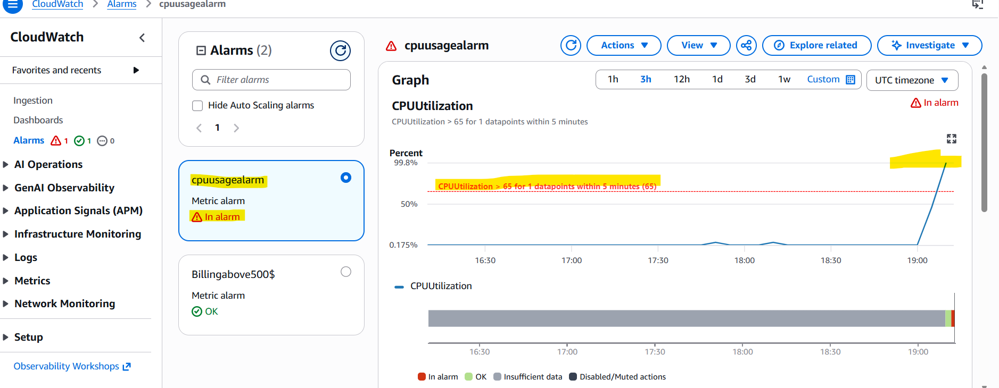 CloudWatch > Alarms > cpuusagealarm
CloudWatch
Favorites and recents
Ingestion
Dashboards
Alarms 1 1 0
AI Operations
GenAI Observability
Application Signals (APM)
Infrastructure Monitoring
Logs
Metrics
Network Monitoring
Setup
Observability Workshops
Alarms (2)
Filter alarms
Hide Auto Scaling alarms
1
cpuusagealarm
Metric alarm
In alarm
Billingabove500$
Metric alarm
OK
cpuusagealarm
Actions View Explore related Investigate
Graph
1h 3h 12h 1d 3d 1w Custom UTC timezone
CPUUtilization
In alarm
CPUUtilization > 65 for 1 datapoints within 5 minutes
Percent
99.8%
CPUUtilization > 65 for 1 datapoints within 5 minutes (65)
50%
0.175%
16:30 17:00 17:30 18:00 18:30 19:00
CPUUtilization
16:30 17:00 17:30 18:00 18:30 19:00
In alarm OK Insufficient data Disabled/Muted actions